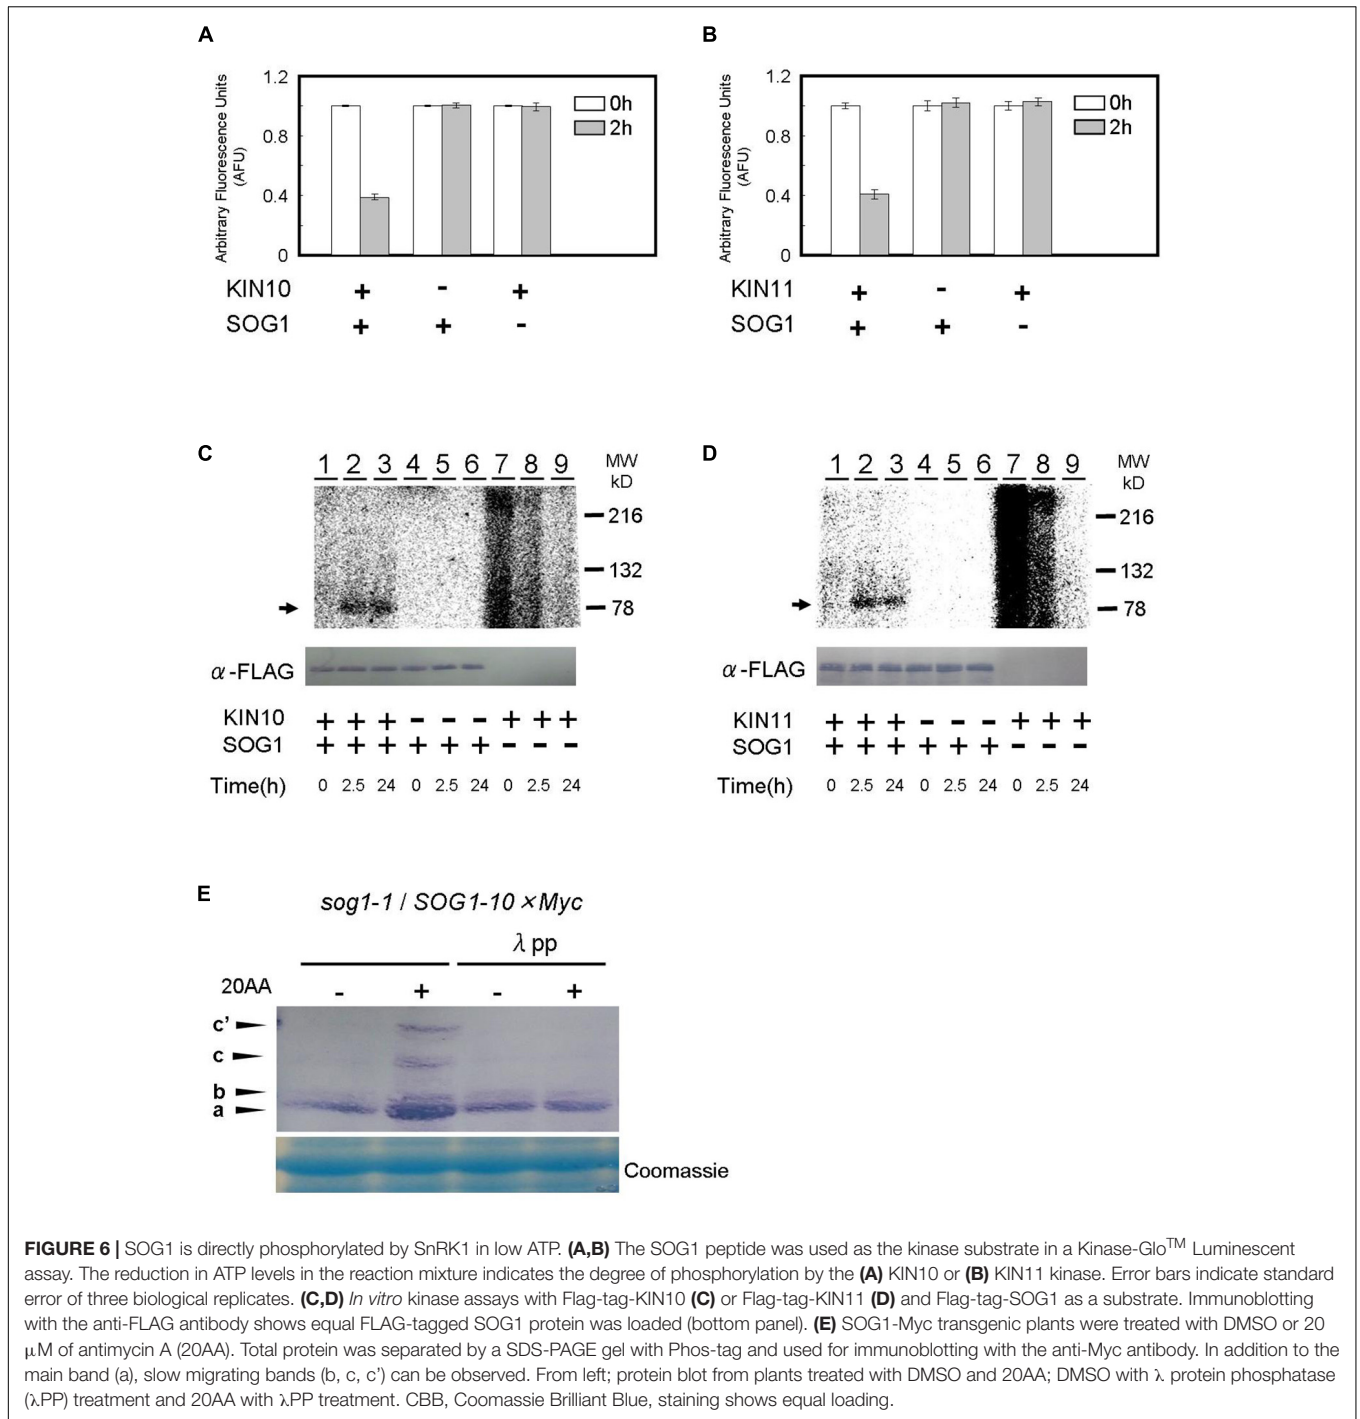 A
Arbitrary Fluorescence Units
(AFU)
1.2
0.8
0.4
0
0h
2h
KIN10 + - +
SOG1 + + -
B
Arbitrary Fluorescence Units
(AFU)
1.2
0.8
0.4
0
0h
2h
KIN11 + - +
SOG1 + + -
C
1 2 3 4 5 6 7 8 9
MW
kD
216
132
78
α-FLAG
KIN10 + + + - - - + + +
SOG1 + + + + + + - - -
Time(h) 0 2.5 24 0 2.5 24 0 2.5 24
D
1 2 3 4 5 6 7 8 9
MW
kD
216
132
78
α-FLAG
KIN11 + + + - - - + + +
SOG1 + + + + + + - - -
Time(h) 0 2.5 24 0 2.5 24 0 2.5 24
E
sog1-1 / SOG1-10 × Myc
λ pp
20AA - + - +
c’
c
b
a
Coomassie
FIGURE 6 | SOG1 is directly phosphorylated by SnRK1 in low ATP. (A,B) The SOG1 peptide was used as the kinase substrate in a Kinase-Glo™ Luminescent
assay. The reduction in ATP levels in the reaction mixture indicates the degree of phosphorylation by the (A) KIN10 or (B) KIN11 kinase. Error bars indicate standard
error of three biological replicates. (C,D) In vitro kinase assays with Flag-tag-KIN10 (C) or Flag-tag-KIN11 (D) and Flag-tag-SOG1 as a substrate. Immunoblotting
with the anti-FLAG antibody shows equal FLAG-tagged SOG1 protein was loaded (bottom panel). (E) SOG1-Myc transgenic plants were treated with DMSO or 20
μM of antimycin A (20AA). Total protein was separated by a SDS-PAGE gel with Phos-tag and used for immunoblotting with the anti-Myc antibody. In addition to the
main band (a), slow migrating bands (b, c, c’) can be observed. From left; protein blot from plants treated with DMSO and 20AA; DMSO with λ protein phosphatase
(λPP) treatment and 20AA with λPP treatment. CBB, Coomassie Brilliant Blue, staining shows equal loading.